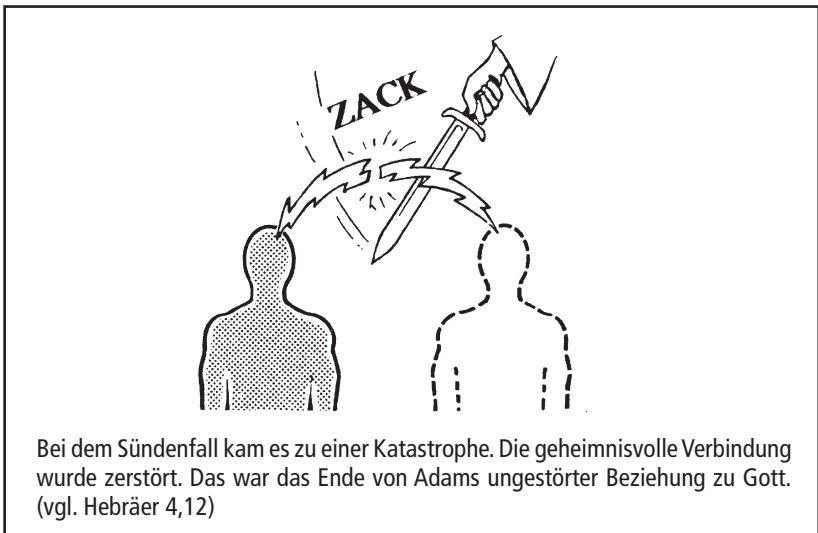 ZACK
Bei dem Sündenfall kam es zu einer Katastrophe. Die geheimnisvolle Verbindung
wurde zerstört. Das war das Ende von Adams ungestörter Beziehung zu Gott.
(vgl. Hebräer 4,12)